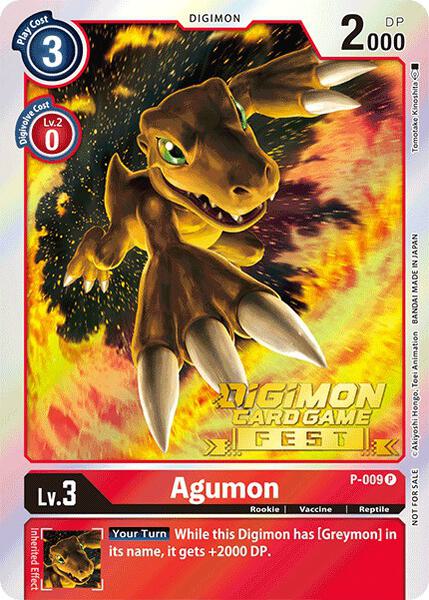 Play Cost
3
DIGIMON
2000
DP
Digivolve Cost
Lv.2
0
Tomotake Kinoshita
©Akiyoshi Hongo, Toei Animation BANDAI MADE IN JAPAN
NOT FOR SALE
DIGIMON
CARD GAME
FEST
Lv.3
Agumon
P-009 P
Rookie | Vaccine | Reptile
Inherited Effect
Your Turn While this Digimon has [Greymon] in
its name, it gets +2000 DP.